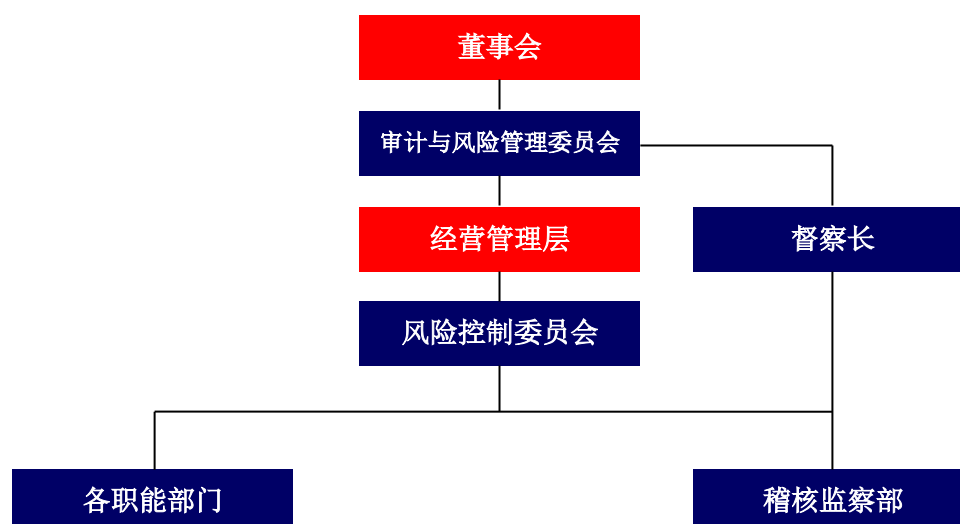 董事会
审计与风险管理委员会
经营管理层
督察长
风险控制委员会
各职能部门
稽核监察部